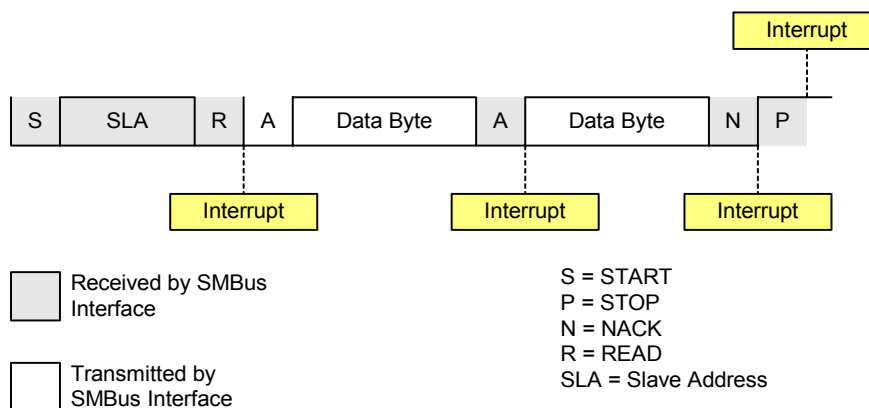 Interrupt
S SLA R A Data Byte A Data Byte N P
Interrupt Interrupt Interrupt
Received by SMBus
Interface
Transmitted by
SMBus Interface
S = START
P = STOP
N = NACK
R = READ
SLA = Slave Address